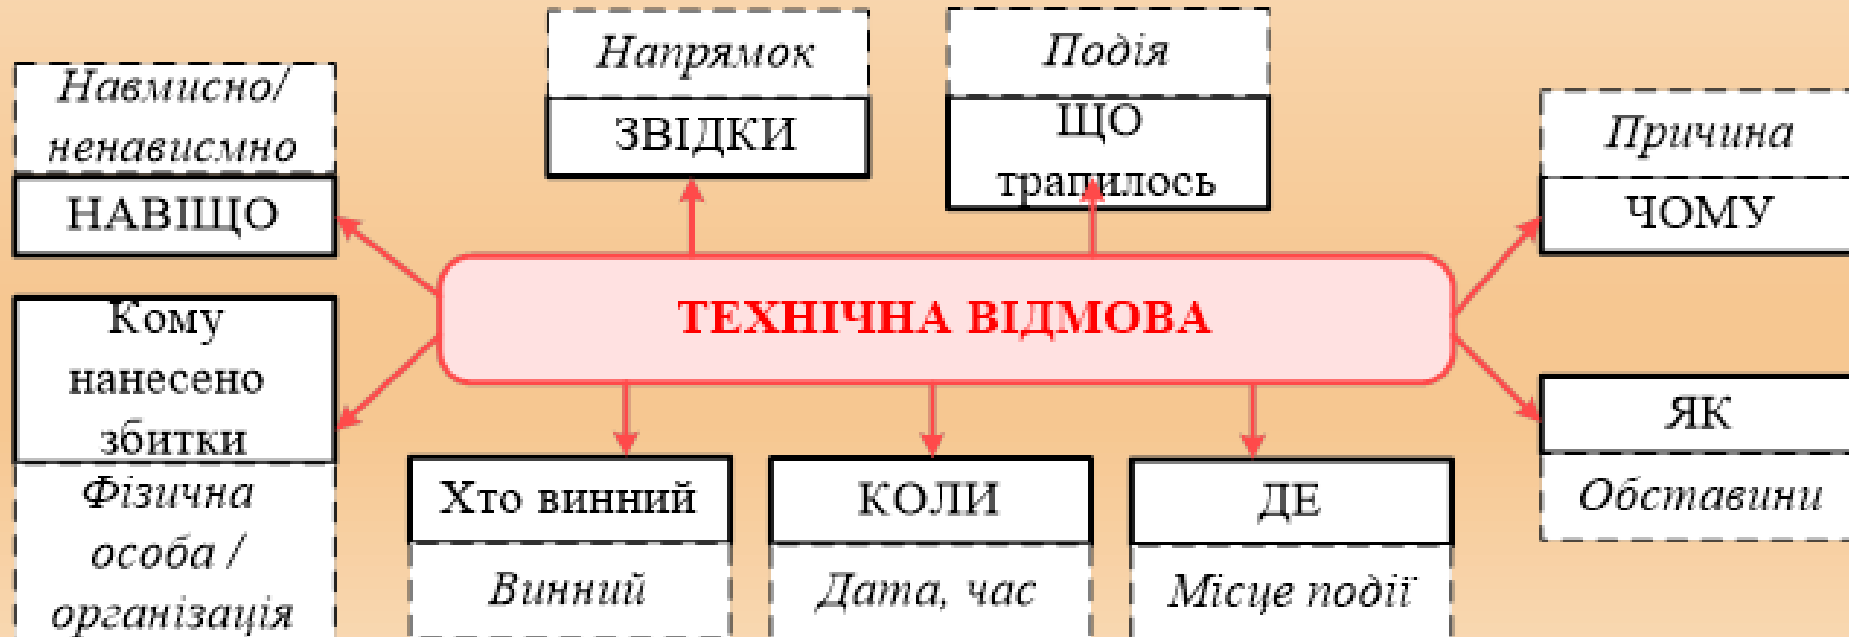 Навмисно/
ненависмно
НАВІЩО
Напрямок
ЗВІДКИ
Подія
ЩО
трапилось
Причина
ЧОМУ
ТЕХНІЧНА ВІДМОВА
Кому
нанесено
збитки
Фізична
особа /
організація
Хто винний
Винний
КОЛИ
Дата, час
ДЕ
Місце події
ЯК
Обставини